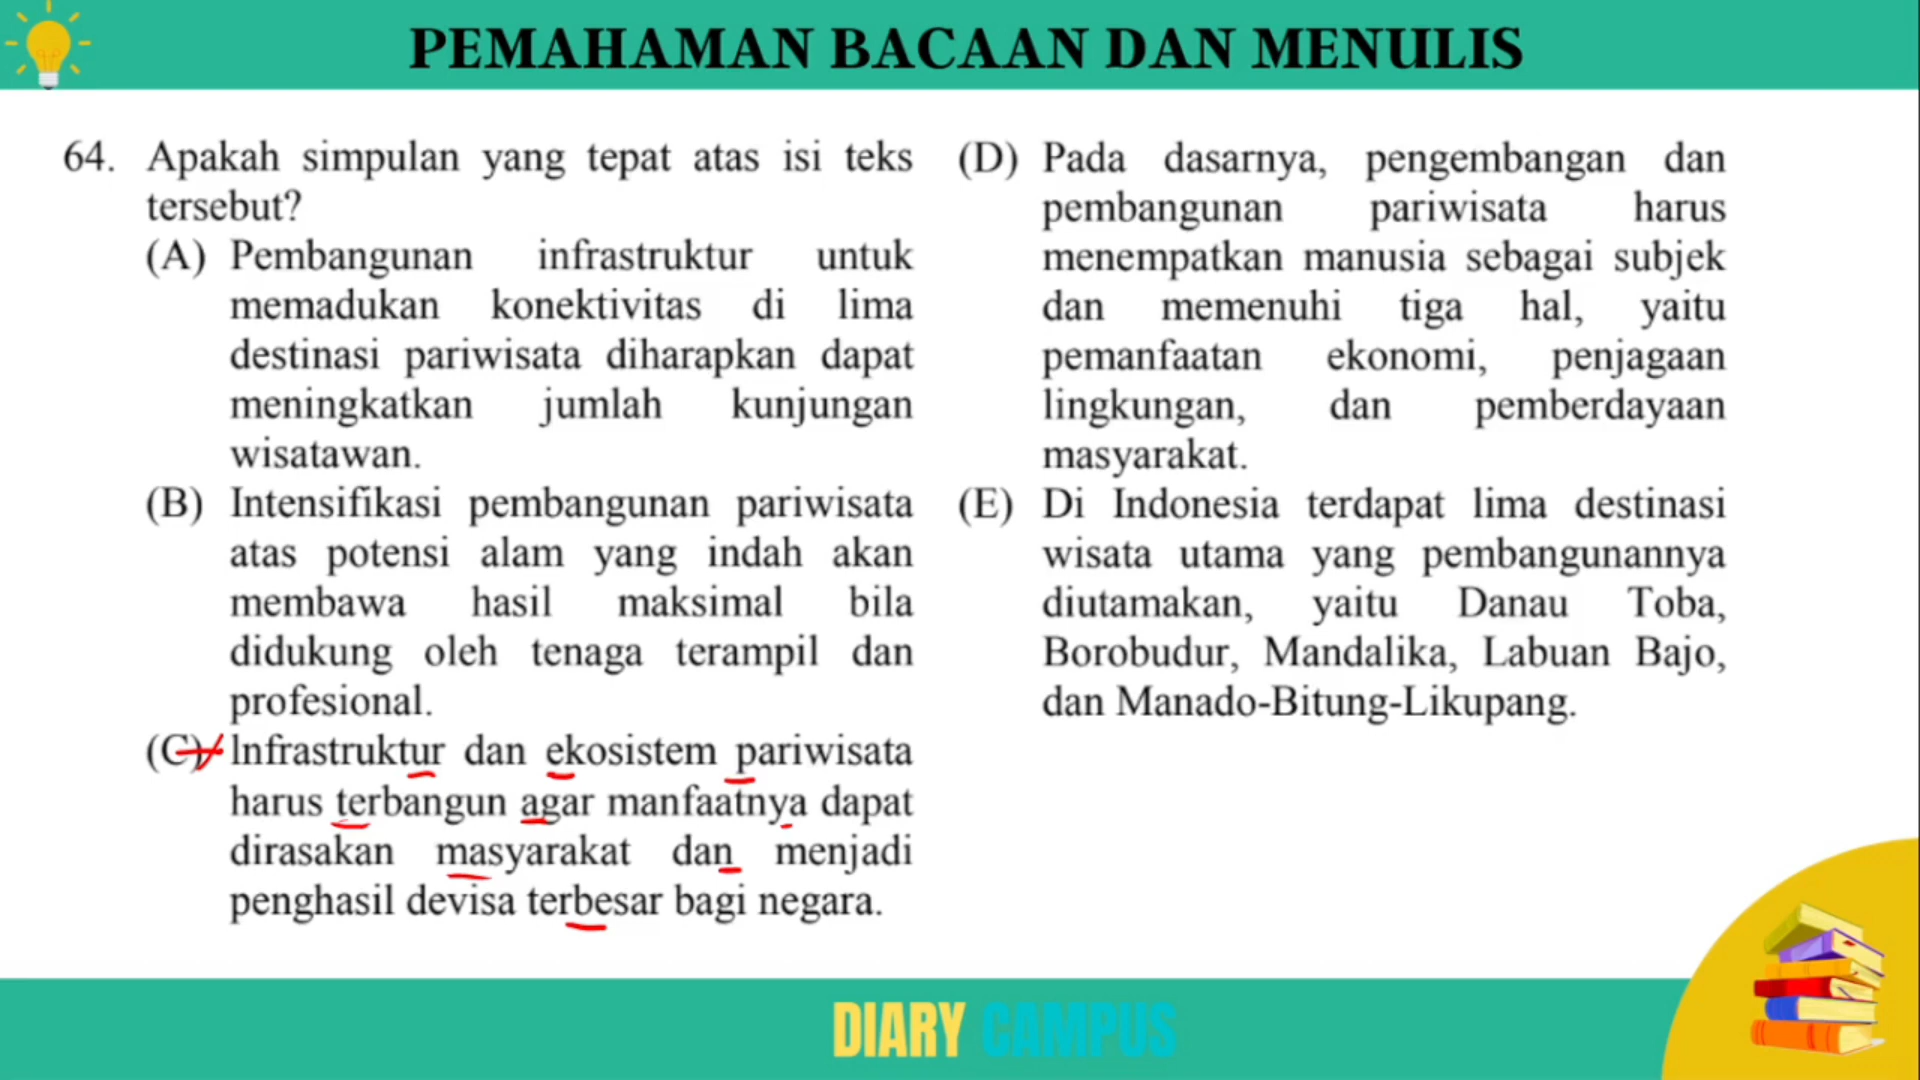 PEMAHAMAN BACAAN DAN MENULIS
64. Apakah simpulan yang tepat atas isi teks
tersebut?
(A) Pembangunan infrastruktur untuk
memadukan konektivitas di lima
destinasi pariwisata diharapkan dapat
meningkatkan jumlah kunjungan
wisatawan.
(B) Intensifikasi pembangunan pariwisata
atas potensi alam yang indah akan
membawa hasil maksimal bila
didukung oleh tenaga terampil dan
profesional.
(C) Infrastruktur dan ekosistem pariwisata
harus terbangun agar manfaatnya dapat
dirasakan masyarakat dan menjadi
penghasil devisa terbesar bagi negara.
(D) Pada dasarnya, pengembangan dan
pembangunan pariwisata harus
menempatkan manusia sebagai subjek
dan memenuhi tiga hal, yaitu
pemanfaatan ekonomi, penjagaan
lingkungan, dan pemberdayaan
masyarakat.
(E) Di Indonesia terdapat lima destinasi
wisata utama yang pembangunannya
diutamakan, yaitu Danau Toba,
Borobudur, Mandalika, Labuan Bajo,
dan Manado-Bitung-Likupang.
DIARY CAMPUS